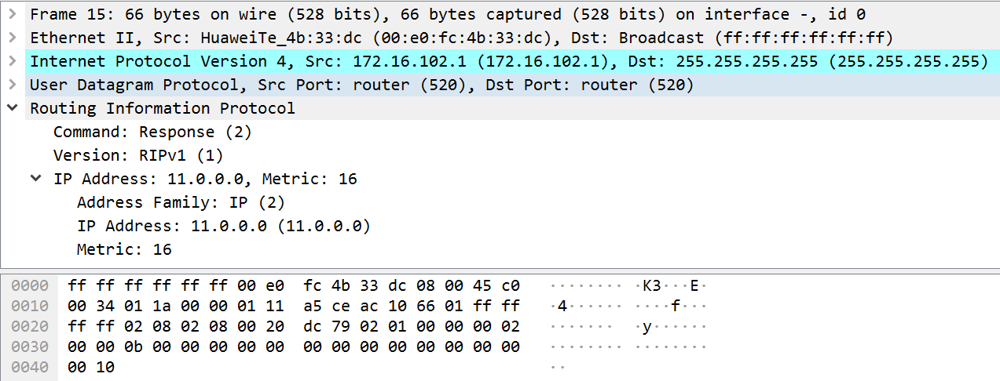 Frame 15: 66 bytes on wire (528 bits), 66 bytes captured (528 bits) on interface -, id 0
Ethernet II, Src: HuaweiTe_4b:33:dc (00:e0:fc:4b:33:dc), Dst: Broadcast (ff:ff:ff:ff:ff:ff)
Internet Protocol Version 4, Src: 172.16.102.1 (172.16.102.1), Dst: 255.255.255.255 (255.255.255.255)
User Datagram Protocol, Src Port: router (520), Dst Port: router (520)
Routing Information Protocol
Command: Response (2)
Version: RIPv1 (1)
IP Address: 11.0.0.0, Metric: 16
Address Family: IP (2)
IP Address: 11.0.0.0 (11.0.0.0)
Metric: 16
0000 ff ff ff ff ff ff 00 e0 fc 4b 33 dc 08 00 45 c0 ········ ·K3···E·
0010 00 34 01 1a 00 00 01 11 a5 ce ac 10 66 01 ff ff ·4······ ····f···
0020 ff ff 02 08 02 08 00 20 dc 79 02 01 00 00 00 02 ······· ·y······
0030 00 00 0b 00 00 00 00 00 00 00 00 00 00 00 00 00 ········ ········
0040 00 10 ··